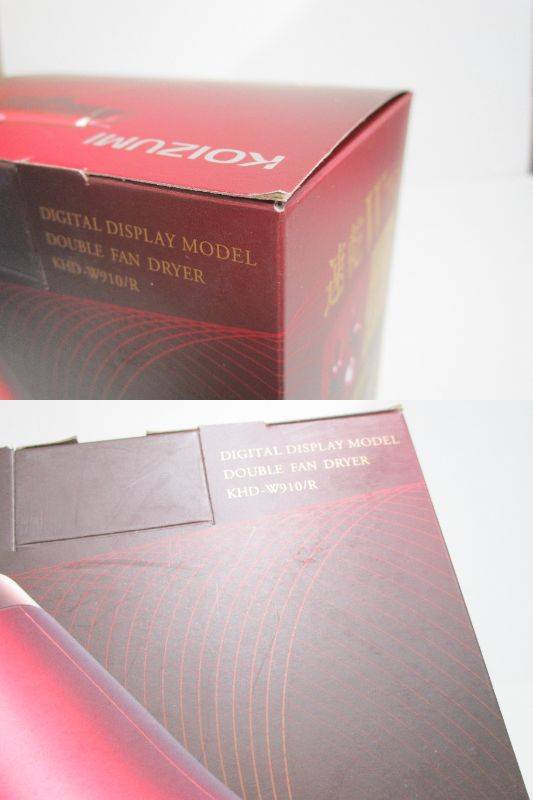 KOIZUMI
DIGITAL DISPLAY MODEL
DOUBLE FAN DRYER
KHD-W910/R
DIGITAL DISPLAY MODEL
DOUBLE FAN DRYER
KHD-W910/R